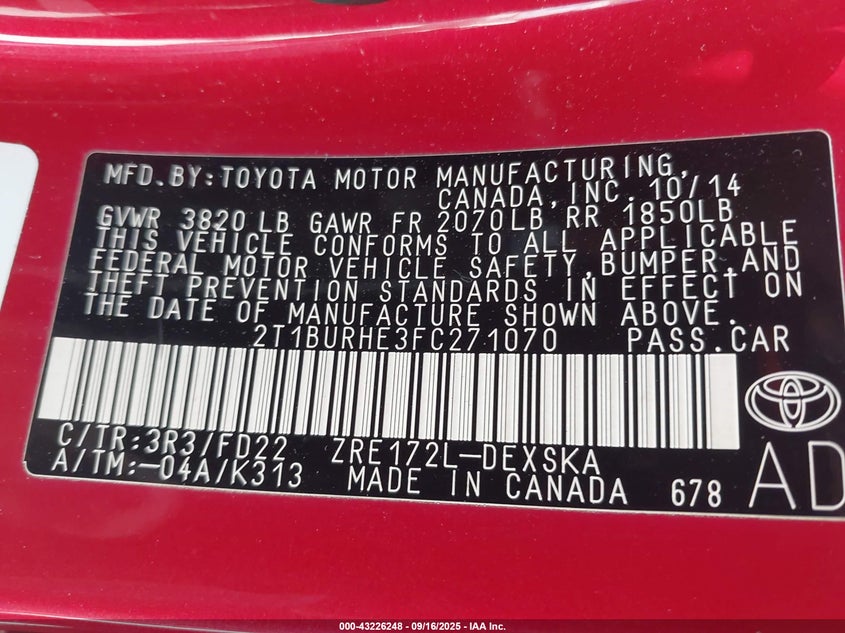 MFD.BY:TOYOTA MOTOR MANUFACTURING,
CANADA,INC. 10/14
GVWR 3820 LB GAWR FR 2070LB RR 1850LB
THIS VEHICLE CONFORMS TO ALL APPLICABLE
FEDERAL MOTOR VEHICLE SAFETY,BUMPER,AND
THEFT PREVENTION STANDARDS IN EFFECT ON
THE DATE OF MANUFACTURE SHOWN ABOVE.
2T1BURHE3FC271070 PASS.CAR
C/TR:3R3/FD22 ZRE172L-DEXSKA
A/TM:-04A/K313 MADE IN CANADA 678
AD
000-43226248 - 09/16/2025 - IAA Inc.